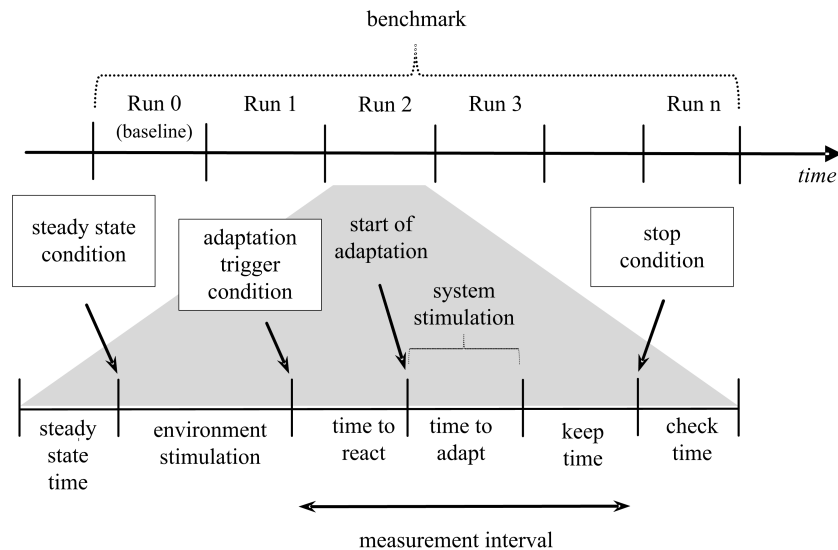 benchmark
Run 0
(baseline)
Run 1
Run 2
Run 3
Run n
time
steady state
condition
adaptation
trigger
condition
start of
adaptation
stop
condition
system
stimulation
steady
state
time
environment
stimulation
time to
react
time to
adapt
keep
time
check
time
measurement interval